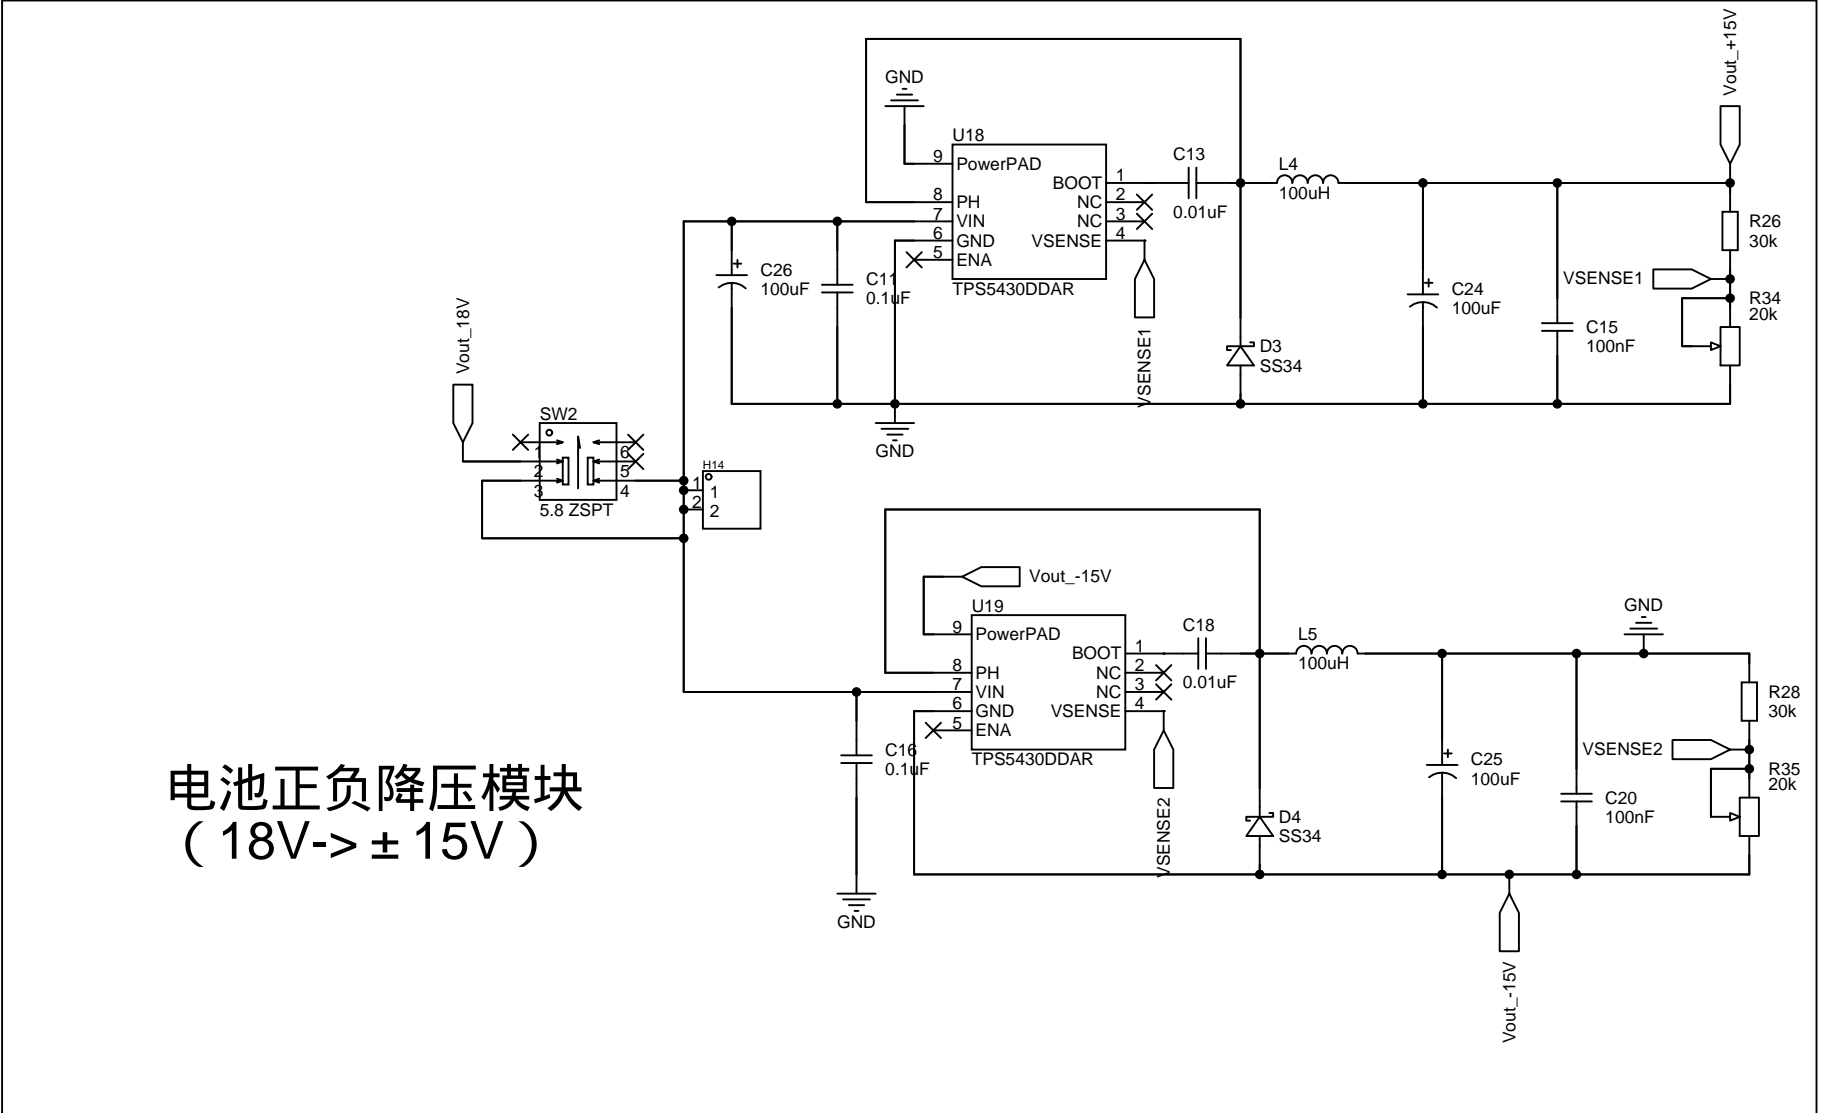 Vout_+15V
GND
U18
9 PowerPAD
8 PH
7 VIN
6 GND
5 ENA
BOOT 1
NC 2
NC 3
VSENSE 4
TPS5430DDAR
C13
0.01uF
L4
100uH
R26
30k
VSENSE1
R34
20k
C26
100uF
C11
0.1uF
VSENSE1
C24
100uF
C15
100nF
D3
SS34
GND
Vout_18V
SW2
1
2
3
6
5
4
5.8 ZSPT
H14
1 1
2 2
Vout_-15V
U19
9 PowerPAD
8 PH
7 VIN
6 GND
5 ENA
BOOT 1
NC 2
NC 3
VSENSE 4
TPS5430DDAR
C18
0.01uF
L5
100uH
GND
R28
30k
VSENSE2
R35
20k
C16
0.1uF
VSENSE2
C25
100uF
C20
100nF
D4
SS34
GND
Vout_-15V
电池正负降压模块
（18V->±15V）